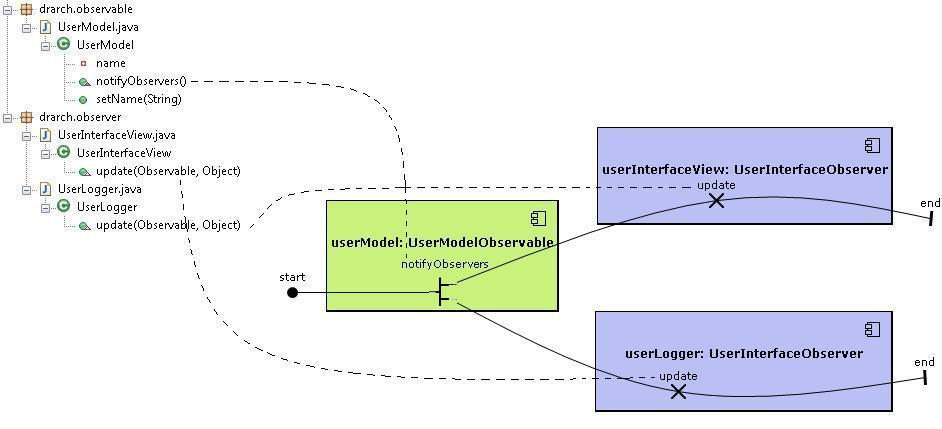 drarch.observable
UserModel.java
UserModel
name
notifyObservers()
setName(String)
drarch.observer
UserInterfaceView.java
UserInterfaceView
update(Observable, Object)
UserLogger.java
UserLogger
update(Observable, Object)
userInterfaceView: UserInterfaceObserver
update
end
userModel: UserModelObservable
notifyObservers
start
userLogger: UserInterfaceObserver
update
end